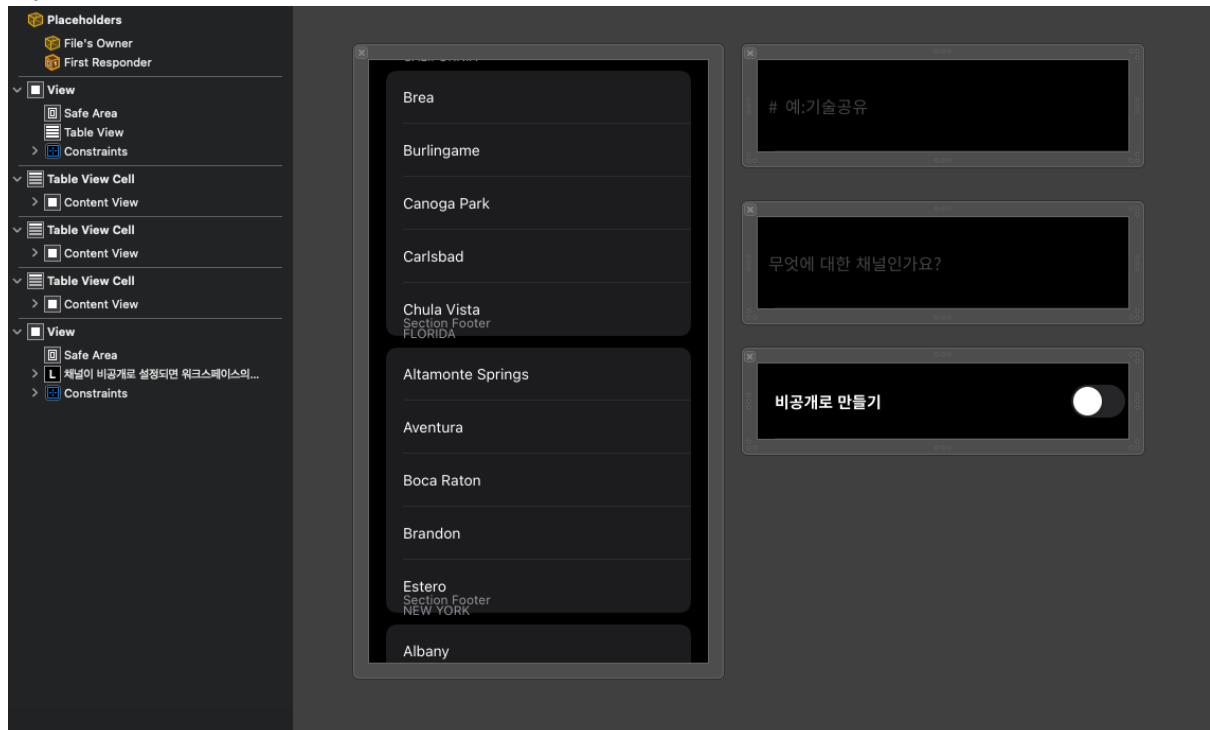 Placeholders
File's Owner
First Responder
View
Safe Area
Table View
Constraints
Table View Cell
Content View
Table View Cell
Content View
Table View Cell
Content View
View
Safe Area
L 채널이 비공개로 설정되면 워크스페이스의...
Constraints
Brea
Burlingame
Canoga Park
Carlsbad
Chula Vista
Section Footer
FLORIDA
Altamonte Springs
Aventura
Boca Raton
Brandon
Estero
Section Footer
NEW YORK
Albany
# 예:기술공유
무엇에 대한 채널인가요?
비공개로 만들기